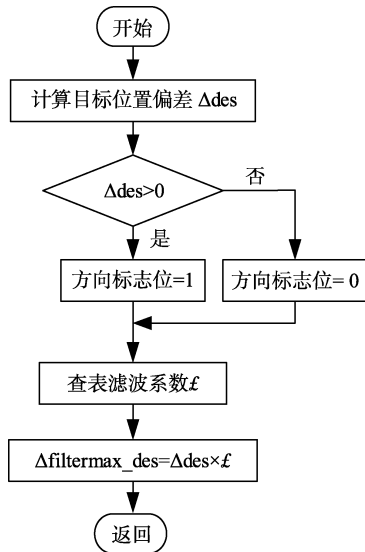 开始
计算目标位置偏差 Δdes
Δdes>0
否
是
方向标志位=1
方向标志位= 0
查表滤波系数£
Δfiltermax_des=Δdes×£
返回